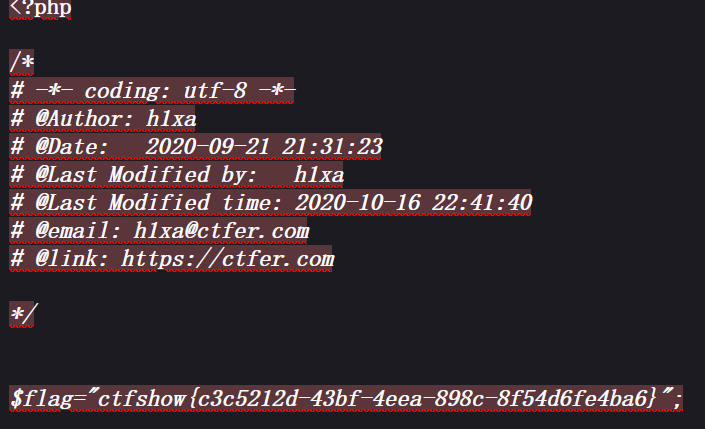 <?php
/*
# -*- coding: utf-8 -*-
# @Author: h1xa
# @Date:   2020-09-21 21:31:23
# @Last Modified by:   h1xa
# @Last Modified time: 2020-10-16 22:41:40
# @email: h1xa@ctfer.com
# @link: https://ctfer.com
*/
$flag="ctfshow{c3c5212d-43bf-4eea-898c-8f54d6fe4ba6}";